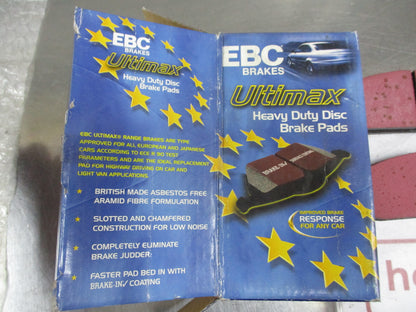 EBC
BRAKES
Ultimax
Heavy Duty Disc
Brake Pads
EBC ULTIMAX® RANGE BRAKES ARE TYPE
APPROVED FOR ALL EUROPEAN AND JAPANESE
CARS ACCORDING TO ECE R 90 TEST
PARAMETERS AND ARE THE IDEAL REPLACEMENT
PAD FOR HIGHWAY DRIVING ON CAR AND
LIGHT VAN APPLICATIONS
BRITISH MADE ASBESTOS FREE
ARAMID FIBRE FORMULATION
SLOTTED AND CHAMFERED
CONSTRUCTION FOR LOW NOISE
COMPLETELY ELIMINATE
BRAKE JUDDER
FASTER PAD BED IN WITH
BRAKE-IN COATING
EBC
BRAKES
Ultimax
Heavy Duty Disc
Brake Pads
BRAKE-IN
IMPROVED BRAKE
RESPONSE
FOR ANY CAR